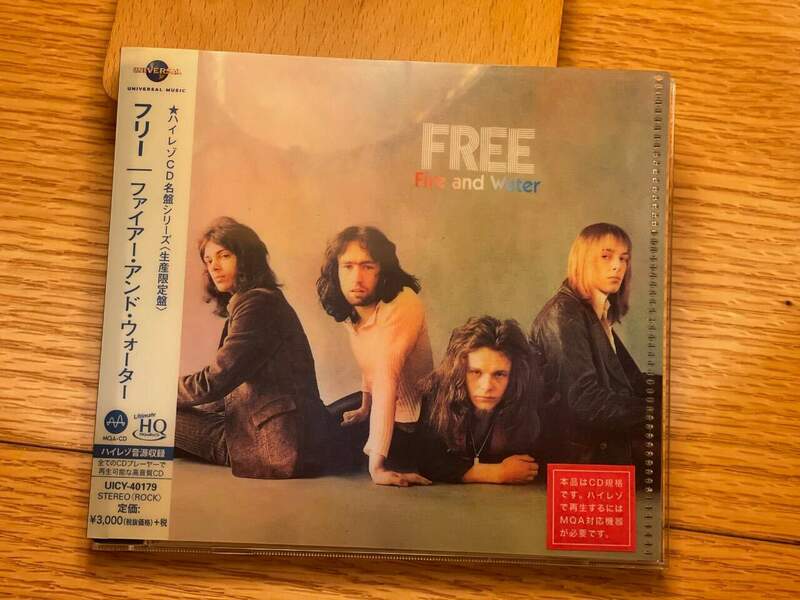 UNIVERSAL
UNIVERSAL MUSIC
★ハイレゾCD名盤シリーズ〈生産限定盤〉
フリー│ファイアー・アンド・ウォーター
MQA-CD
Ultimate
HQ
ハイレゾ音源収録
全てのCDプレーヤーで
再生可能な高音質CD
UICY-40179
STEREO〈ROCK〉
定価:
¥3,000(税抜価格)+税
FREE
Fire and Water
本品はCD規格
です。ハイレゾ
で再生するには
MQA対応機器
が必要です。